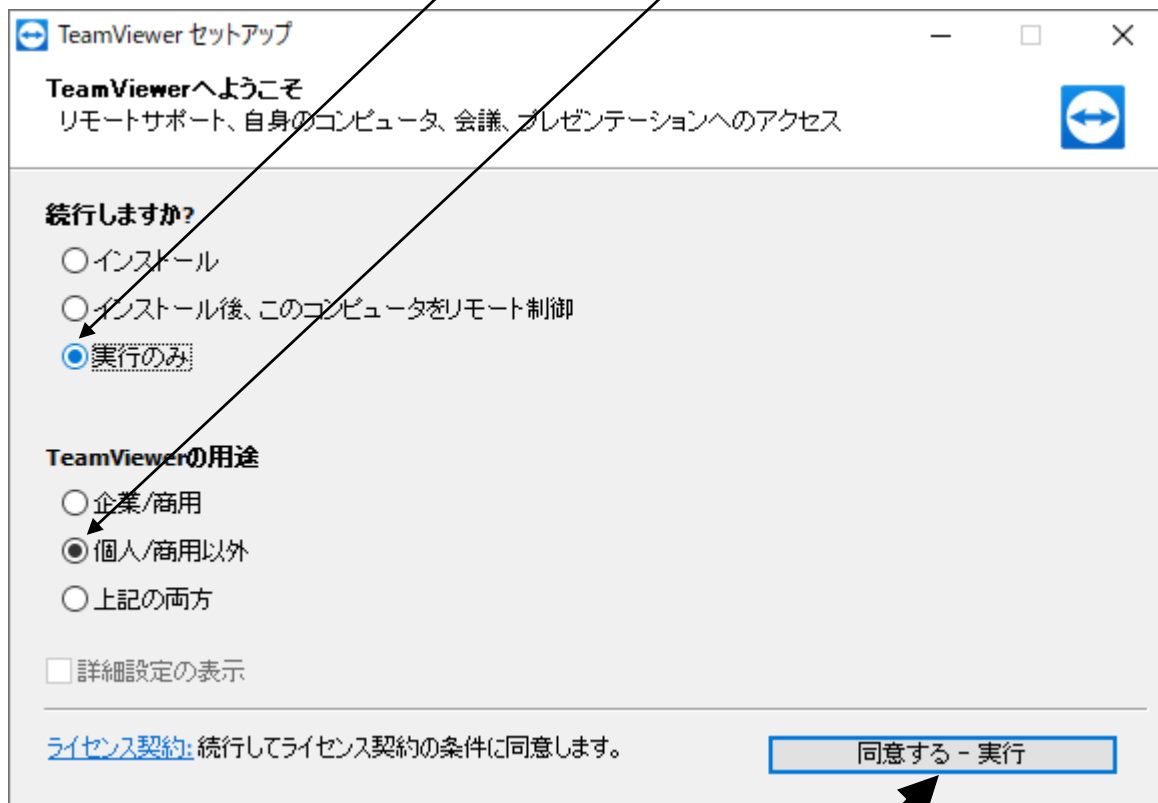 TeamViewer セットアップ
TeamViewerへようこそ
リモートサポート、自身のコンピュータ、会議、プレゼンテーションへのアクセス
続行しますか?
インストール
インストール後、このコンピュータをリモート制御
実行のみ
TeamViewerの用途
企業/商用
個人/商用以外
上記の両方
詳細設定の表示
ライセンス契約: 続行してライセンス契約の条件に同意します。
同意する - 実行